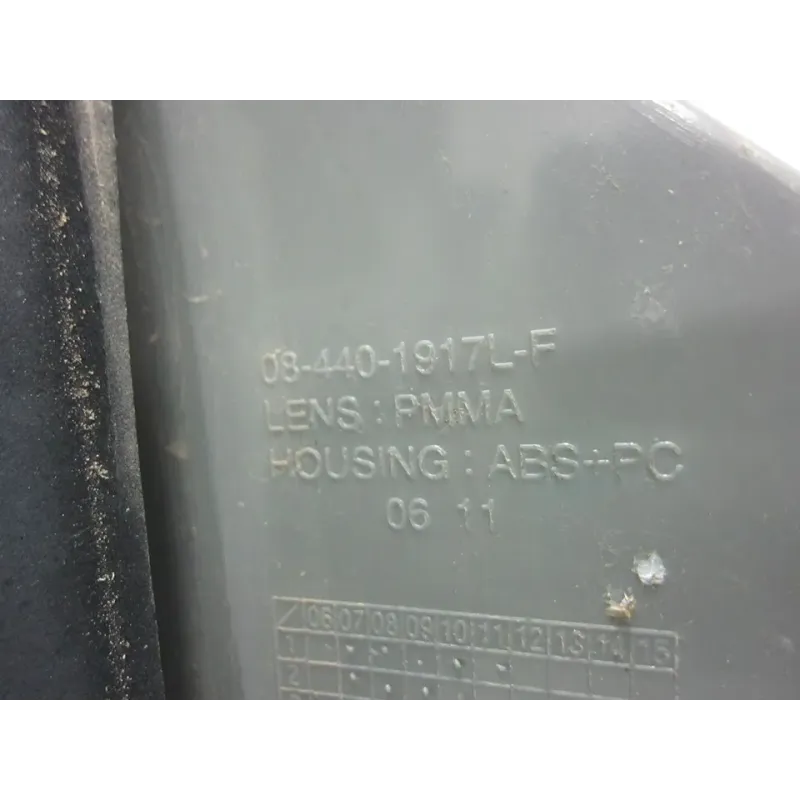 08-440-1917L-F
LENS : PMMA
HOUSING : ABS+PC
06 11
06 07 08 09 10 11 12 13 14 15
1
2